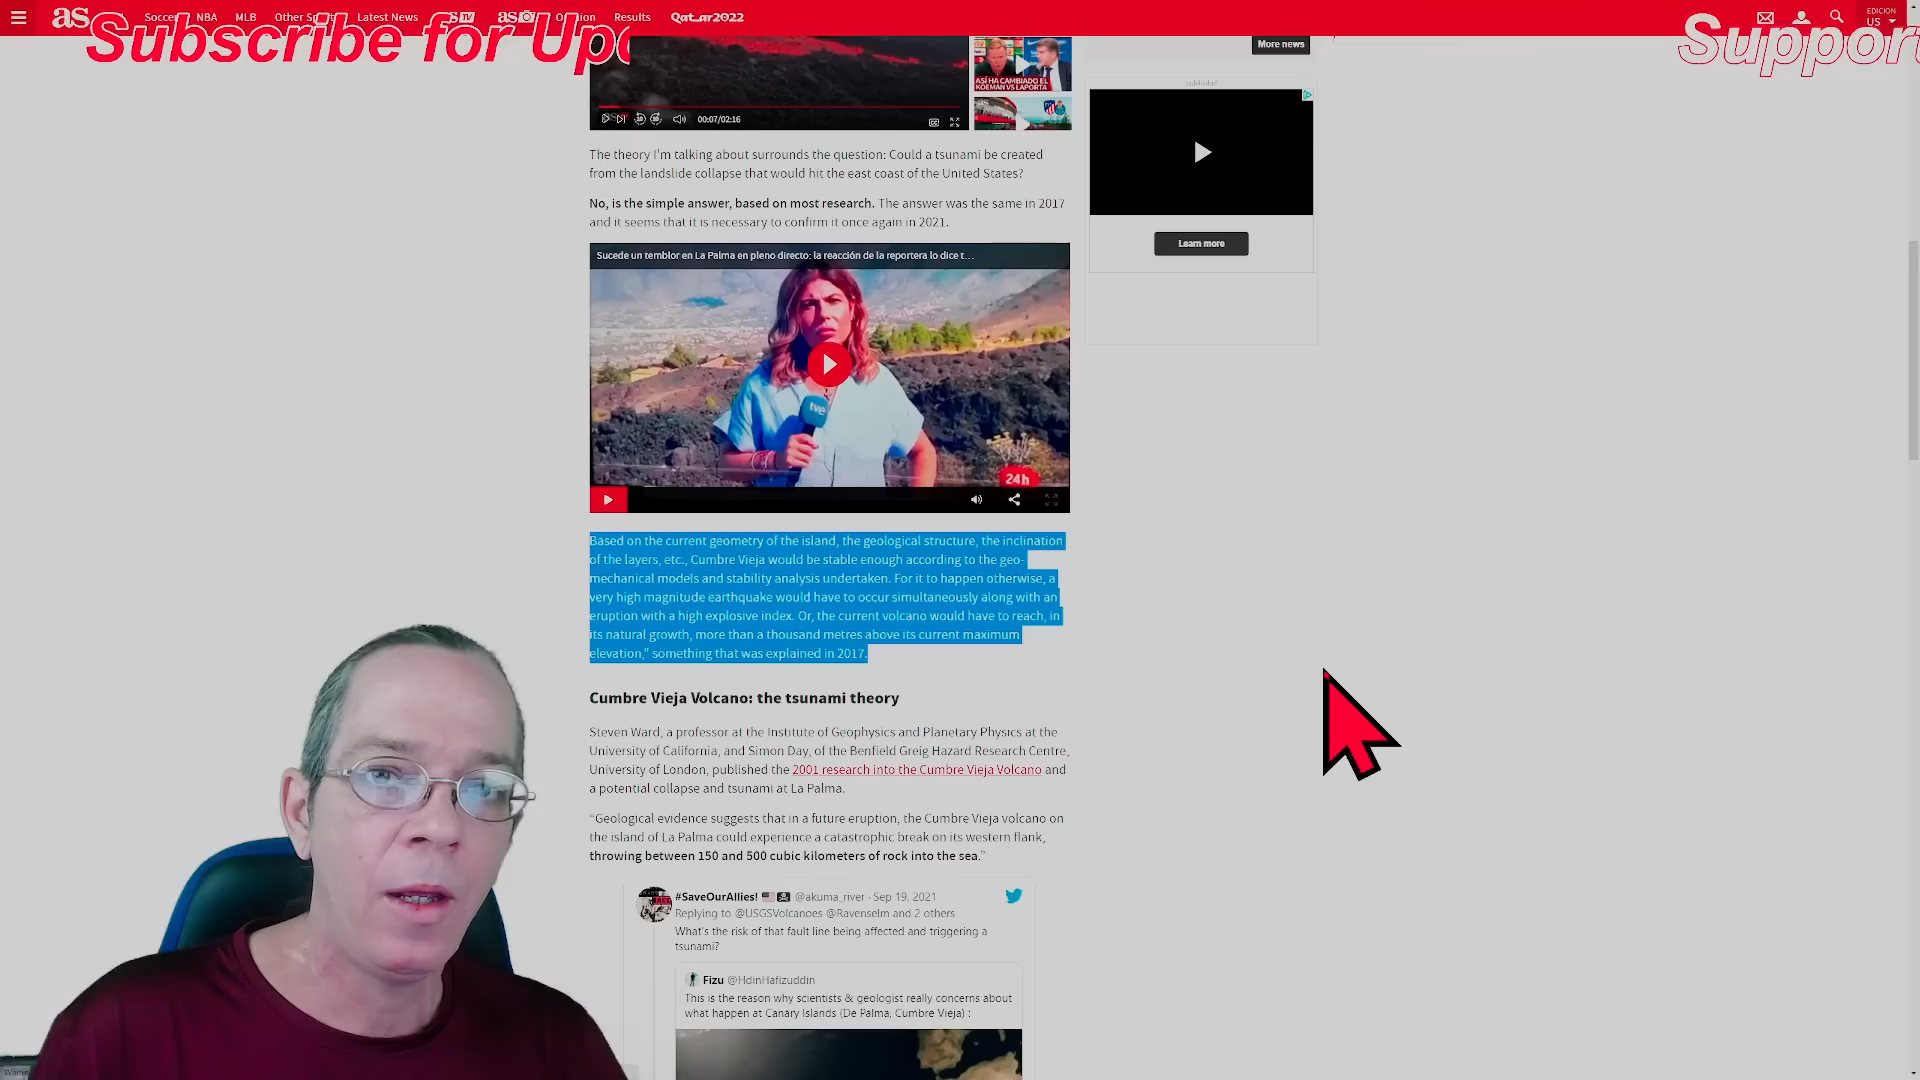 as
Soccer
NBA
MLB
Latest News
Results
Qatar2022
EDICION
US
Subscribe for Up
Support
More news
ASÍ HA CAMBIADO EL
KOEMAN VS LAPORTA
00:07/02:16
publicidad
The theory I'm talking about surrounds the question: Could a tsunami be created
from the landslide collapse that would hit the east coast of the United States?
No, is the simple answer, based on most research. The answer was the same in 2017
and it seems that it is necessary to confirm it once again in 2021.
Learn more
Sucede un temblor en La Palma en pleno directo: la reacción de la reportera lo dice t...
tve
24h
Based on the current geometry of the island, the geological structure, the inclination
of the layers, etc., Cumbre Vieja would be stable enough according to the geo-
mechanical models and stability analysis undertaken. For it to happen otherwise, a
very high magnitude earthquake would have to occur simultaneously along with an
eruption with a high explosive index. Or, the current volcano would have to reach, in
its natural growth, more than a thousand metres above its current maximum
elevation," something that was explained in 2017.
Cumbre Vieja Volcano: the tsunami theory
Steven Ward, a professor at the Institute of Geophysics and Planetary Physics at the
University of California, and Simon Day, of the Benfield Greig Hazard Research Centre,
University of London, published the 2001 research into the Cumbre Vieja Volcano and
a potential collapse and tsunami at La Palma.
“Geological evidence suggests that in a future eruption, the Cumbre Vieja volcano on
the island of La Palma could experience a catastrophic break on its western flank,
throwing between 150 and 500 cubic kilometers of rock into the sea.”
#SaveOurAllies! @akuma_river · Sep 19, 2021
Replying to @USGSVolcanoes @Ravenselm and 2 others
What's the risk of that fault line being affected and triggering a
tsunami?
Fizu @HdinHafizuddin
This is the reason why scientists & geologist really concerns about
what happen at Canary Islands (De Palma, Cumbre Vieja) :